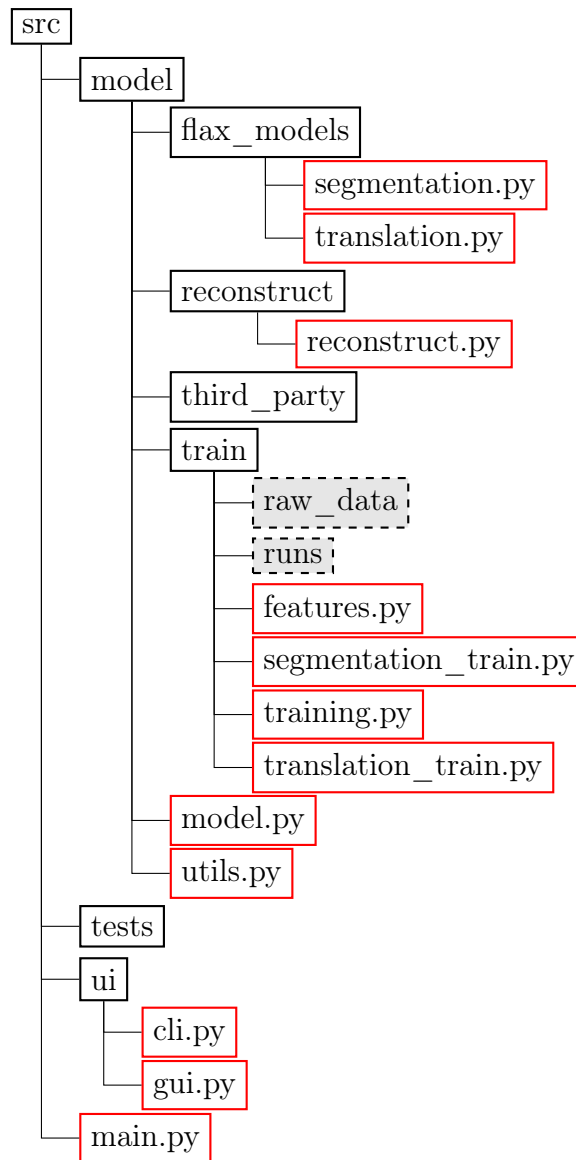 src
model
flax_models
segmentation.py
translation.py
reconstruct
reconstruct.py
third_party
train
raw_data
runs
features.py
segmentation_train.py
training.py
translation_train.py
model.py
utils.py
tests
ui
cli.py
gui.py
main.py